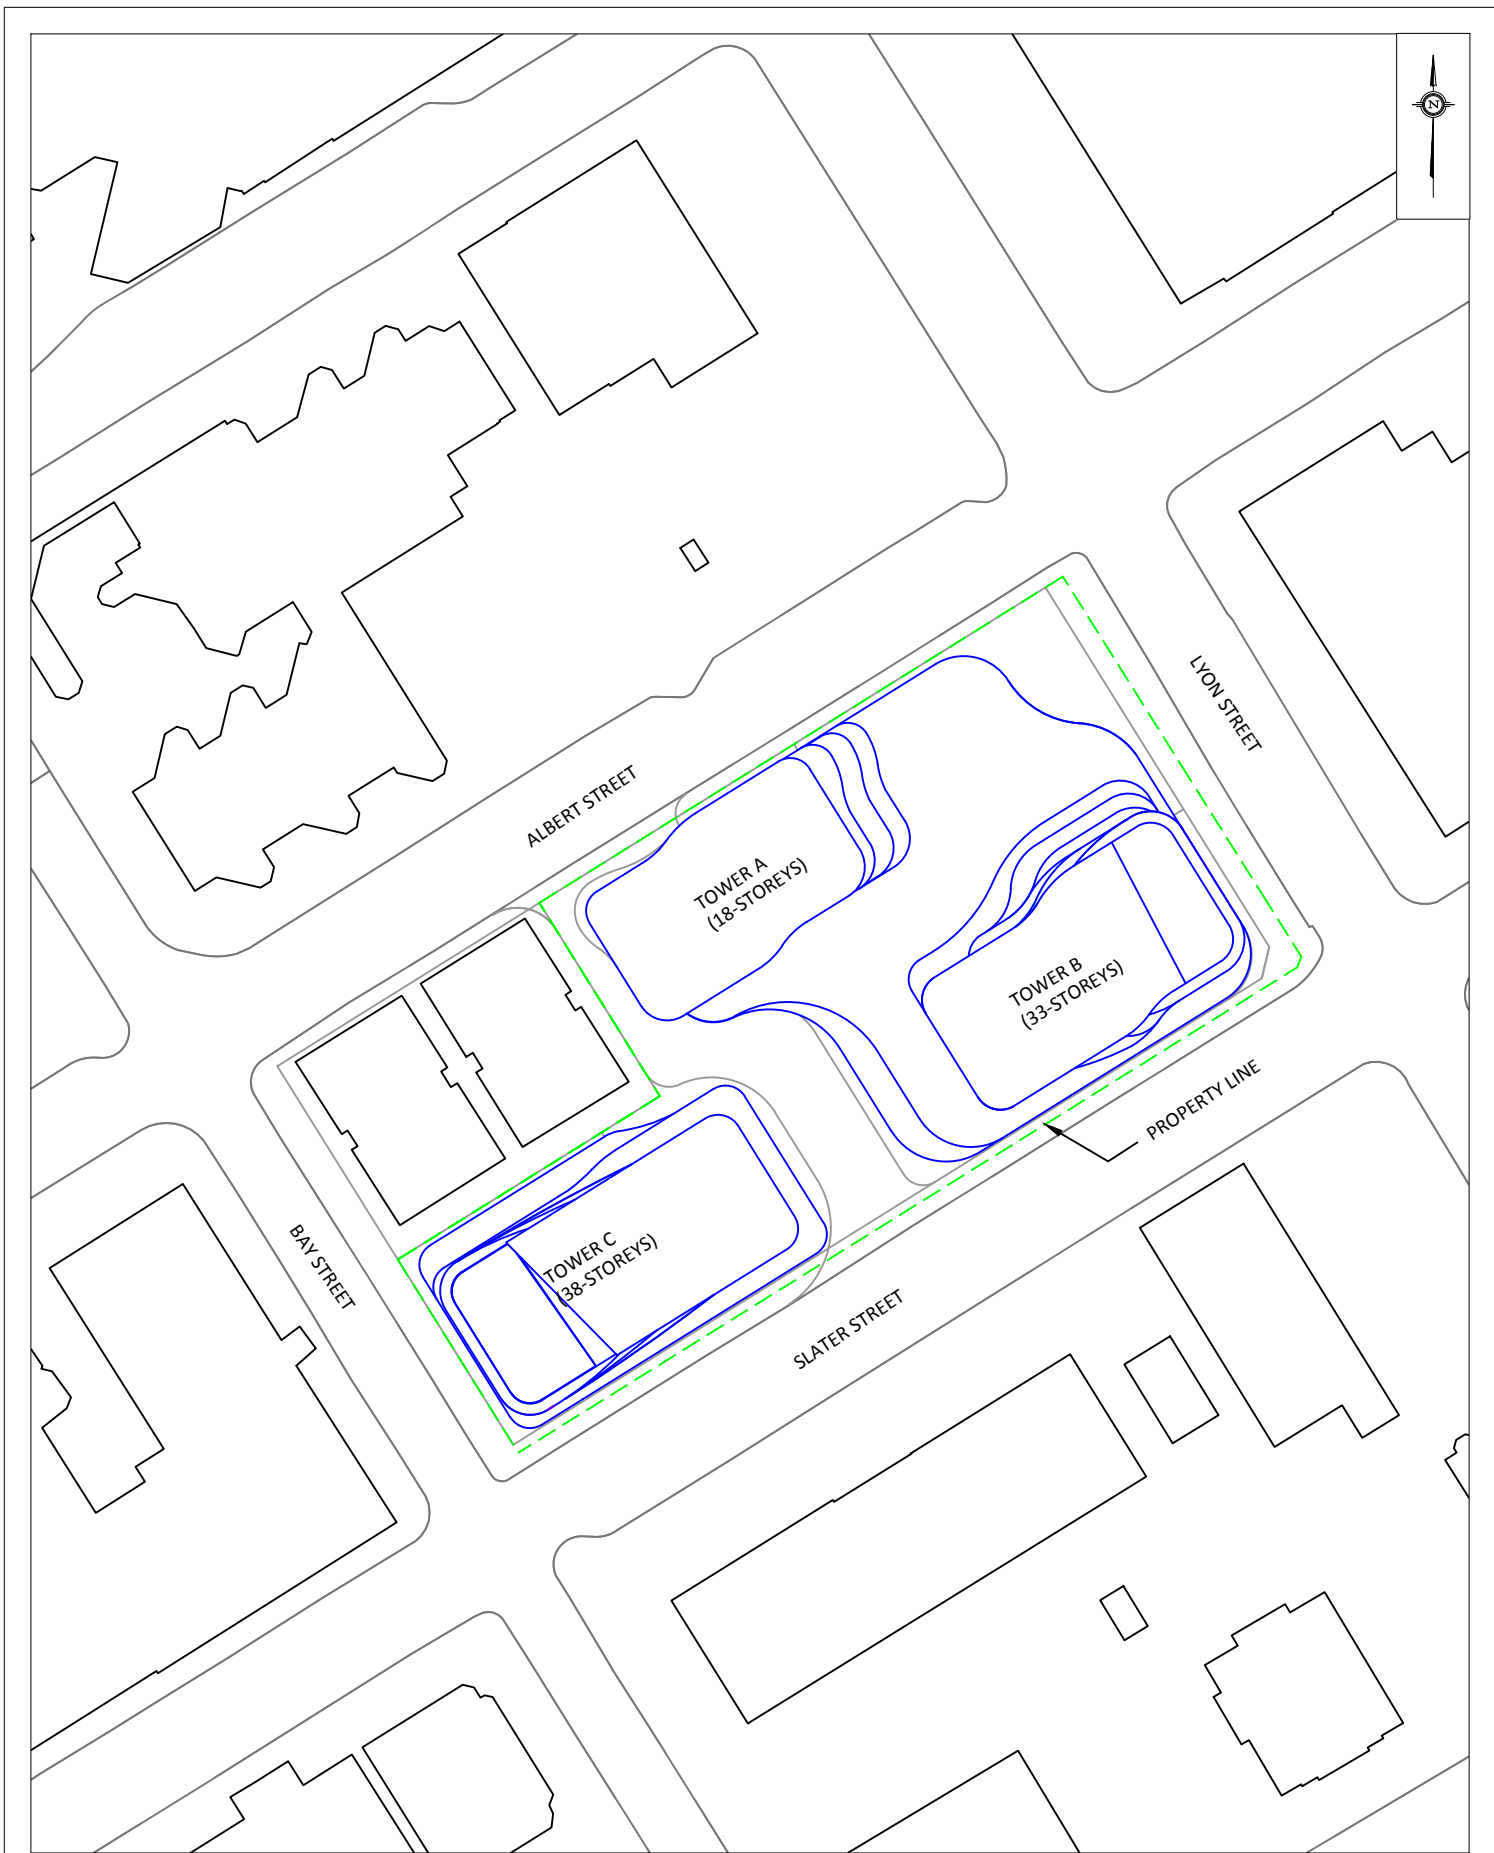 N
LYON STREET
ALBERT STREET
TOWER A
(18-STOREYS)
TOWER B
(33-STOREYS)
PROPERTY LINE
BAY STREET
TOWER C
(38-STOREYS)
SLATER STREET